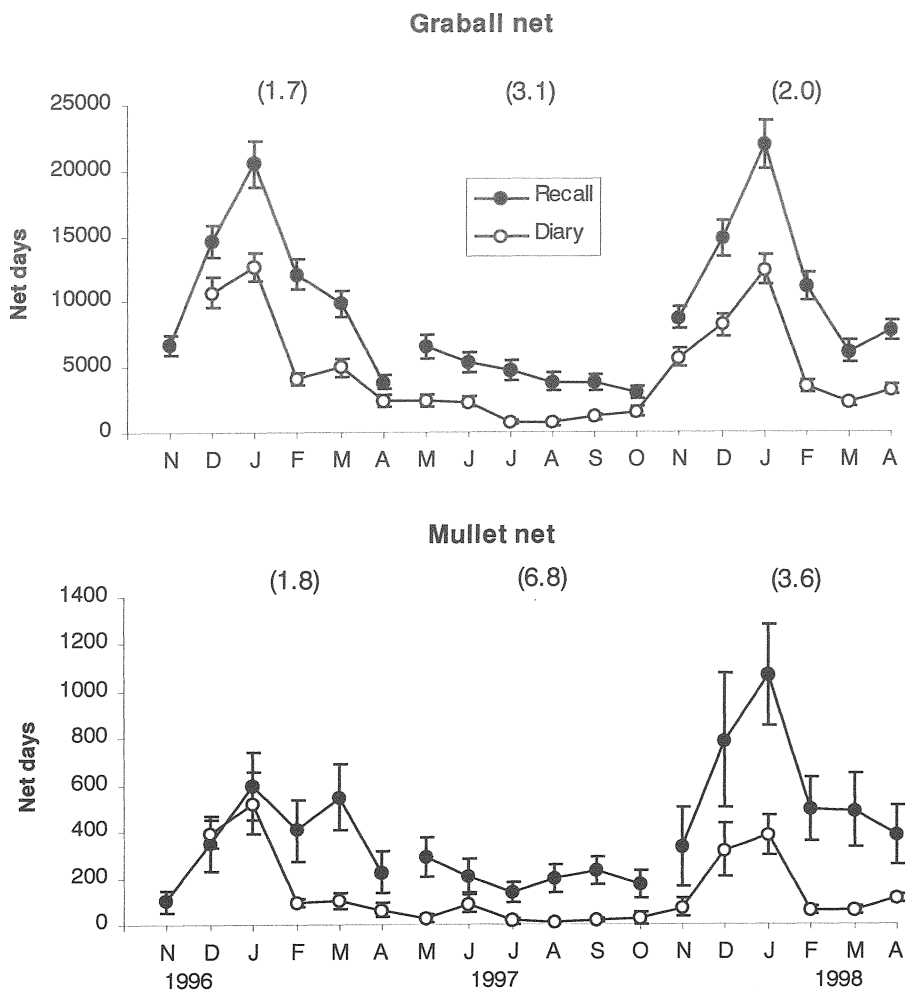 Graball net
(1.7) (3.1) (2.0)
25000
20000
15000
10000
5000
0
Net days
Recall
Diary
N D J F M A M J J A S O N D J F M A
Mullet net
(1.8) (6.8) (3.6)
1400
1200
1000
800
600
400
200
0
Net days
N D J F M A M J J A S O N D J F M A
1996 1997 1998